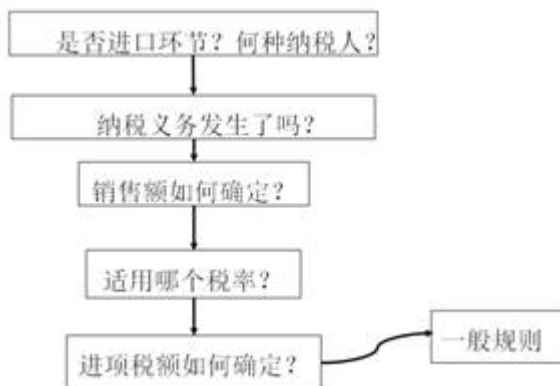 是否进口环节？何种纳税人？
纳税义务发生了吗？
销售额如何确定？
适用哪个税率？
进项税额如何确定？
一般规则